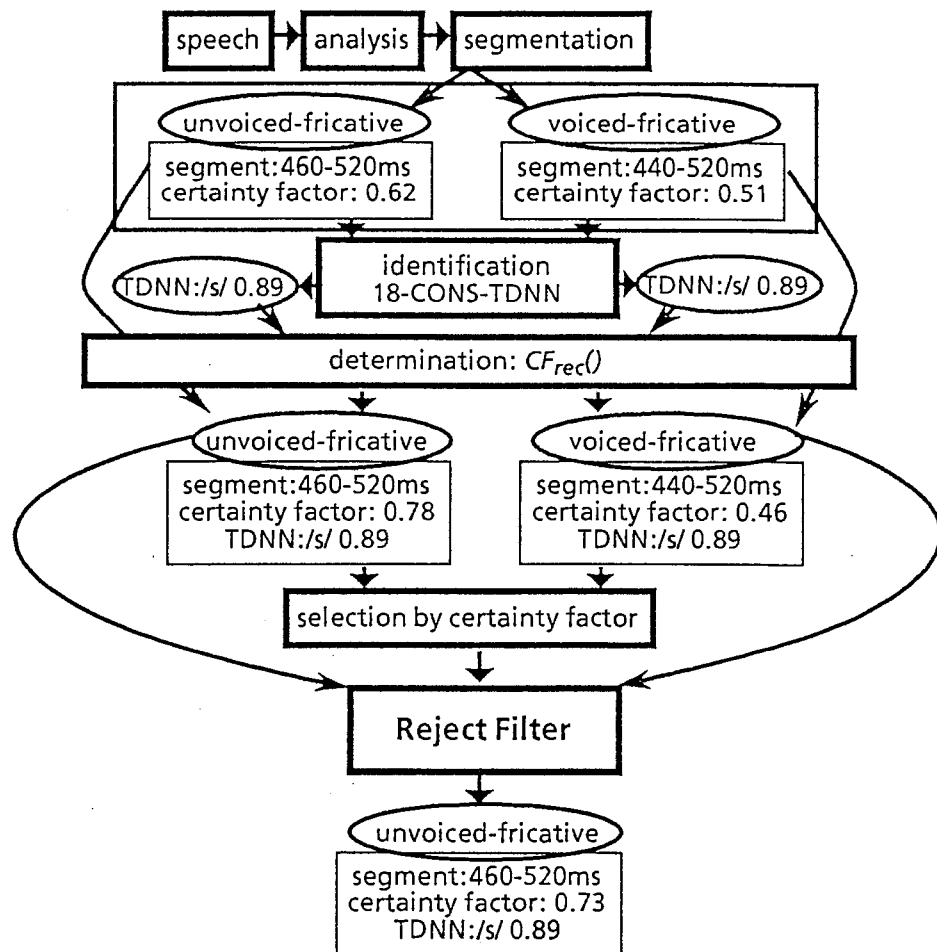 speech
analysis
segmentation
unvoiced-fricative
segment:460-520ms
certainty factor: 0.62
voiced-fricative
segment:440-520ms
certainty factor: 0.51
identification
18-CONS-TDNN
TDNN:/s/ 0.89
TDNN:/s/ 0.89
determination: CFrec()
unvoiced-fricative
segment:460-520ms
certainty factor: 0.78
TDNN:/s/ 0.89
voiced-fricative
segment:440-520ms
certainty factor: 0.46
TDNN:/s/ 0.89
selection by certainty factor
Reject Filter
unvoiced-fricative
segment:460-520ms
certainty factor: 0.73
TDNN:/s/ 0.89